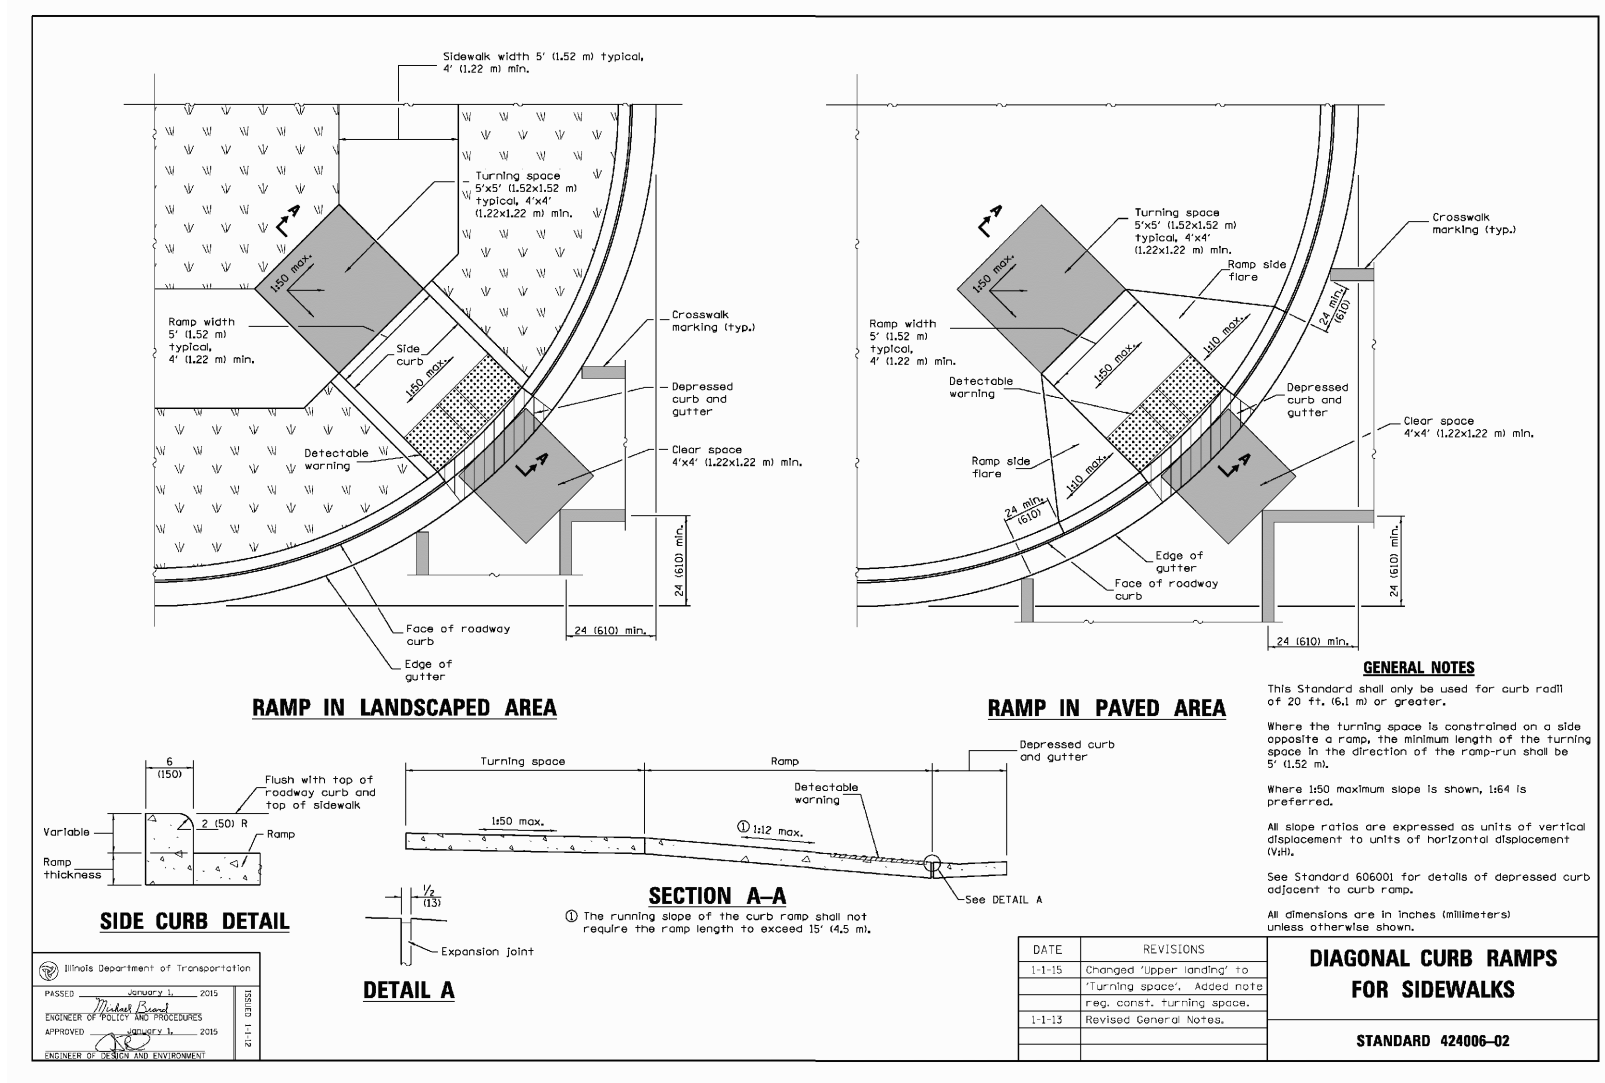 Sidewalk width 5' (1.52 m) typical,
4' (1.22 m) min.
Turning space
5'x5' (1.52x1.52 m)
typical, 4'x4'
(1.22x1.22 m) min.
A
1:50 max.
Ramp width
5' (1.52 m)
typical,
4' (1.22 m) min.
Side
curb
1:50 max.
Crosswalk
marking (typ.)
Depressed
curb and
gutter
Detectable
warning
A
Clear space
4'x4' (1.22x1.22 m) min.
24 (610) min.
24 (610) min.
Face of roadway
curb
Edge of
gutter
RAMP IN LANDSCAPED AREA
A
Turning space
5'x5' (1.52x1.52 m)
typical, 4'x4'
(1.22x1.22 m) min.
Crosswalk
marking (typ.)
Ramp side
flare
1:50 max.
24 min.
(610)
Ramp width
5' (1.52 m)
typical,
4' (1.22 m) min.
1:10 max.
1:50 max.
Detectable
warning
Depressed
curb and
gutter
Clear space
4'x4' (1.22x1.22 m) min.
A
Ramp side
flare
1:10 max.
24 min.
(610)
Edge of
gutter
Face of roadway
curb
24 (610) min.
24 (610) min.
RAMP IN PAVED AREA
GENERAL NOTES
This Standard shall only be used for curb radii
of 20 ft. (6.1 m) or greater.
Where the turning space is constrained on a side
opposite a ramp, the minimum length of the turning
space in the direction of the ramp-run shall be
5' (1.52 m).
Where 1:50 maximum slope is shown, 1:64 is
preferred.
All slope ratios are expressed as units of vertical
displacement to units of horizontal displacement
(V:H).
See Standard 606001 for details of depressed curb
adjacent to curb ramp.
All dimensions are in inches (millimeters)
unless otherwise shown.
6
(150)
Flush with top of
roadway curb and
top of sidewalk
2 (50) R
Variable
Ramp
Ramp
thickness
SIDE CURB DETAIL
Turning space
Ramp
Depressed curb
and gutter
Detectable
warning
1:50 max.
① 1:12 max.
See DETAIL A
SECTION A–A
① The running slope of the curb ramp shall not
require the ramp length to exceed 15' (4.5 m).
1/2
(13)
Expansion joint
DETAIL A
Illinois Department of Transportation
PASSED January 1, 2015
ENGINEER OF POLICY AND PROCEDURES
APPROVED January 1, 2015
ENGINEER OF DESIGN AND ENVIRONMENT
ISSUED 1-1-12
DATE REVISIONS
1-1-15 Changed 'Upper landing' to
'Turning space'. Added note
reg. const. turning space.
1-1-13 Revised General Notes.
DIAGONAL CURB RAMPS
FOR SIDEWALKS
STANDARD 424006–02